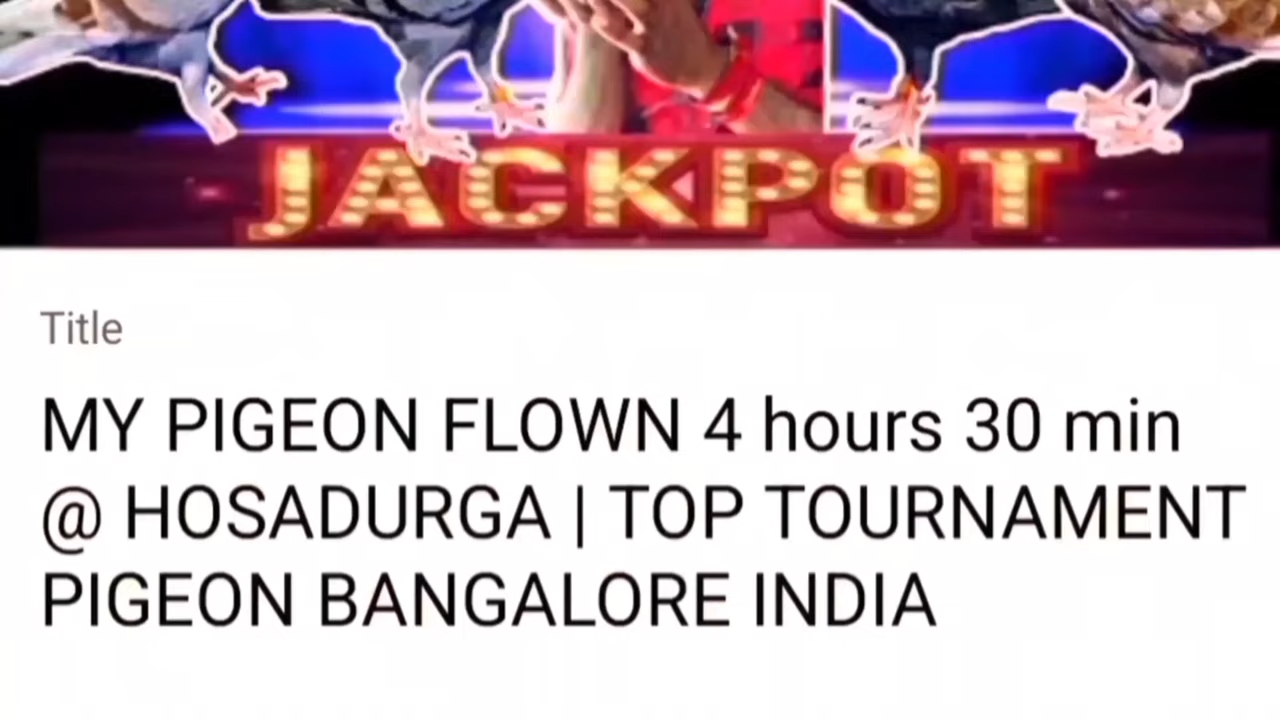 JACKPOT
Title
MY PIGEON FLOWN 4 hours 30 min
@ HOSADURGA | TOP TOURNAMENT
PIGEON BANGALORE INDIA